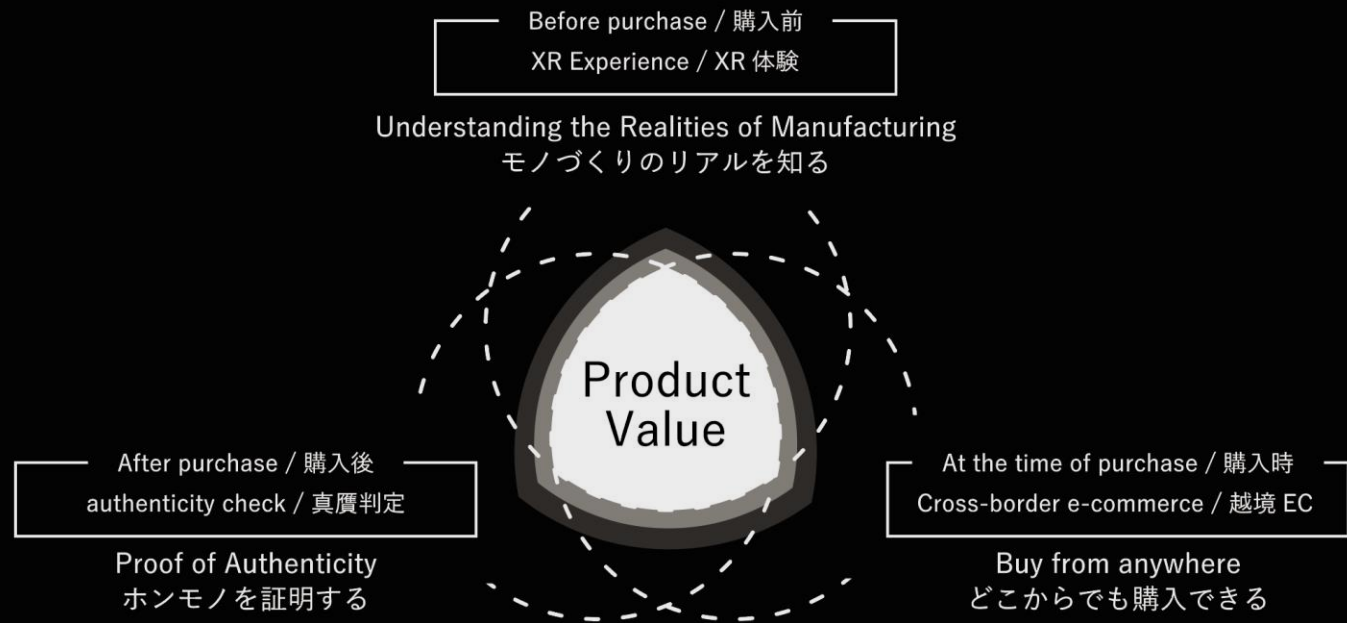 Before purchase / 購入前
XR Experience / XR 体験
Understanding the Realities of Manufacturing
モノづくりのリアルを知る
Product
Value
After purchase / 購入後
authenticity check / 真贋判定
Proof of Authenticity
ホンモノを証明する
At the time of purchase / 購入時
Cross-border e-commerce / 越境 EC
Buy from anywhere
どこからでも購入できる